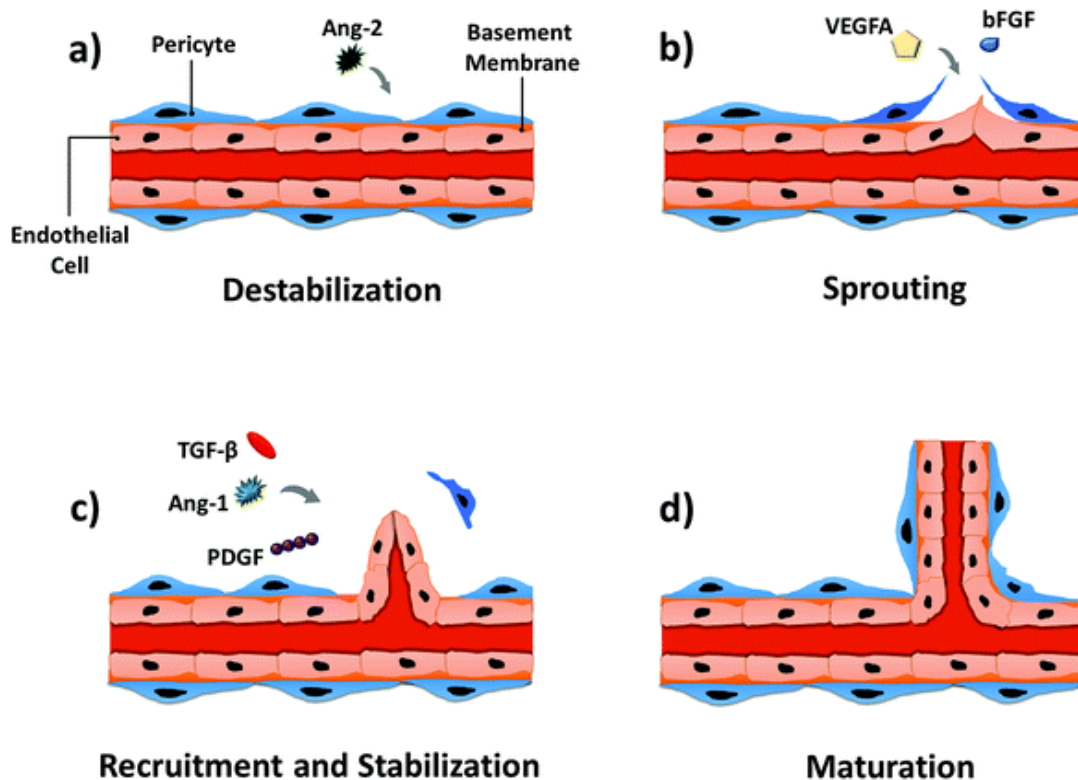 a)
Pericyte
Ang-2
Basement
Membrane
Endothelial
Cell
Destabilization
b)
VEGFA
bFGF
Sprouting
c)
TGF-β
Ang-1
PDGF
Recruitment and Stabilization
d)
Maturation